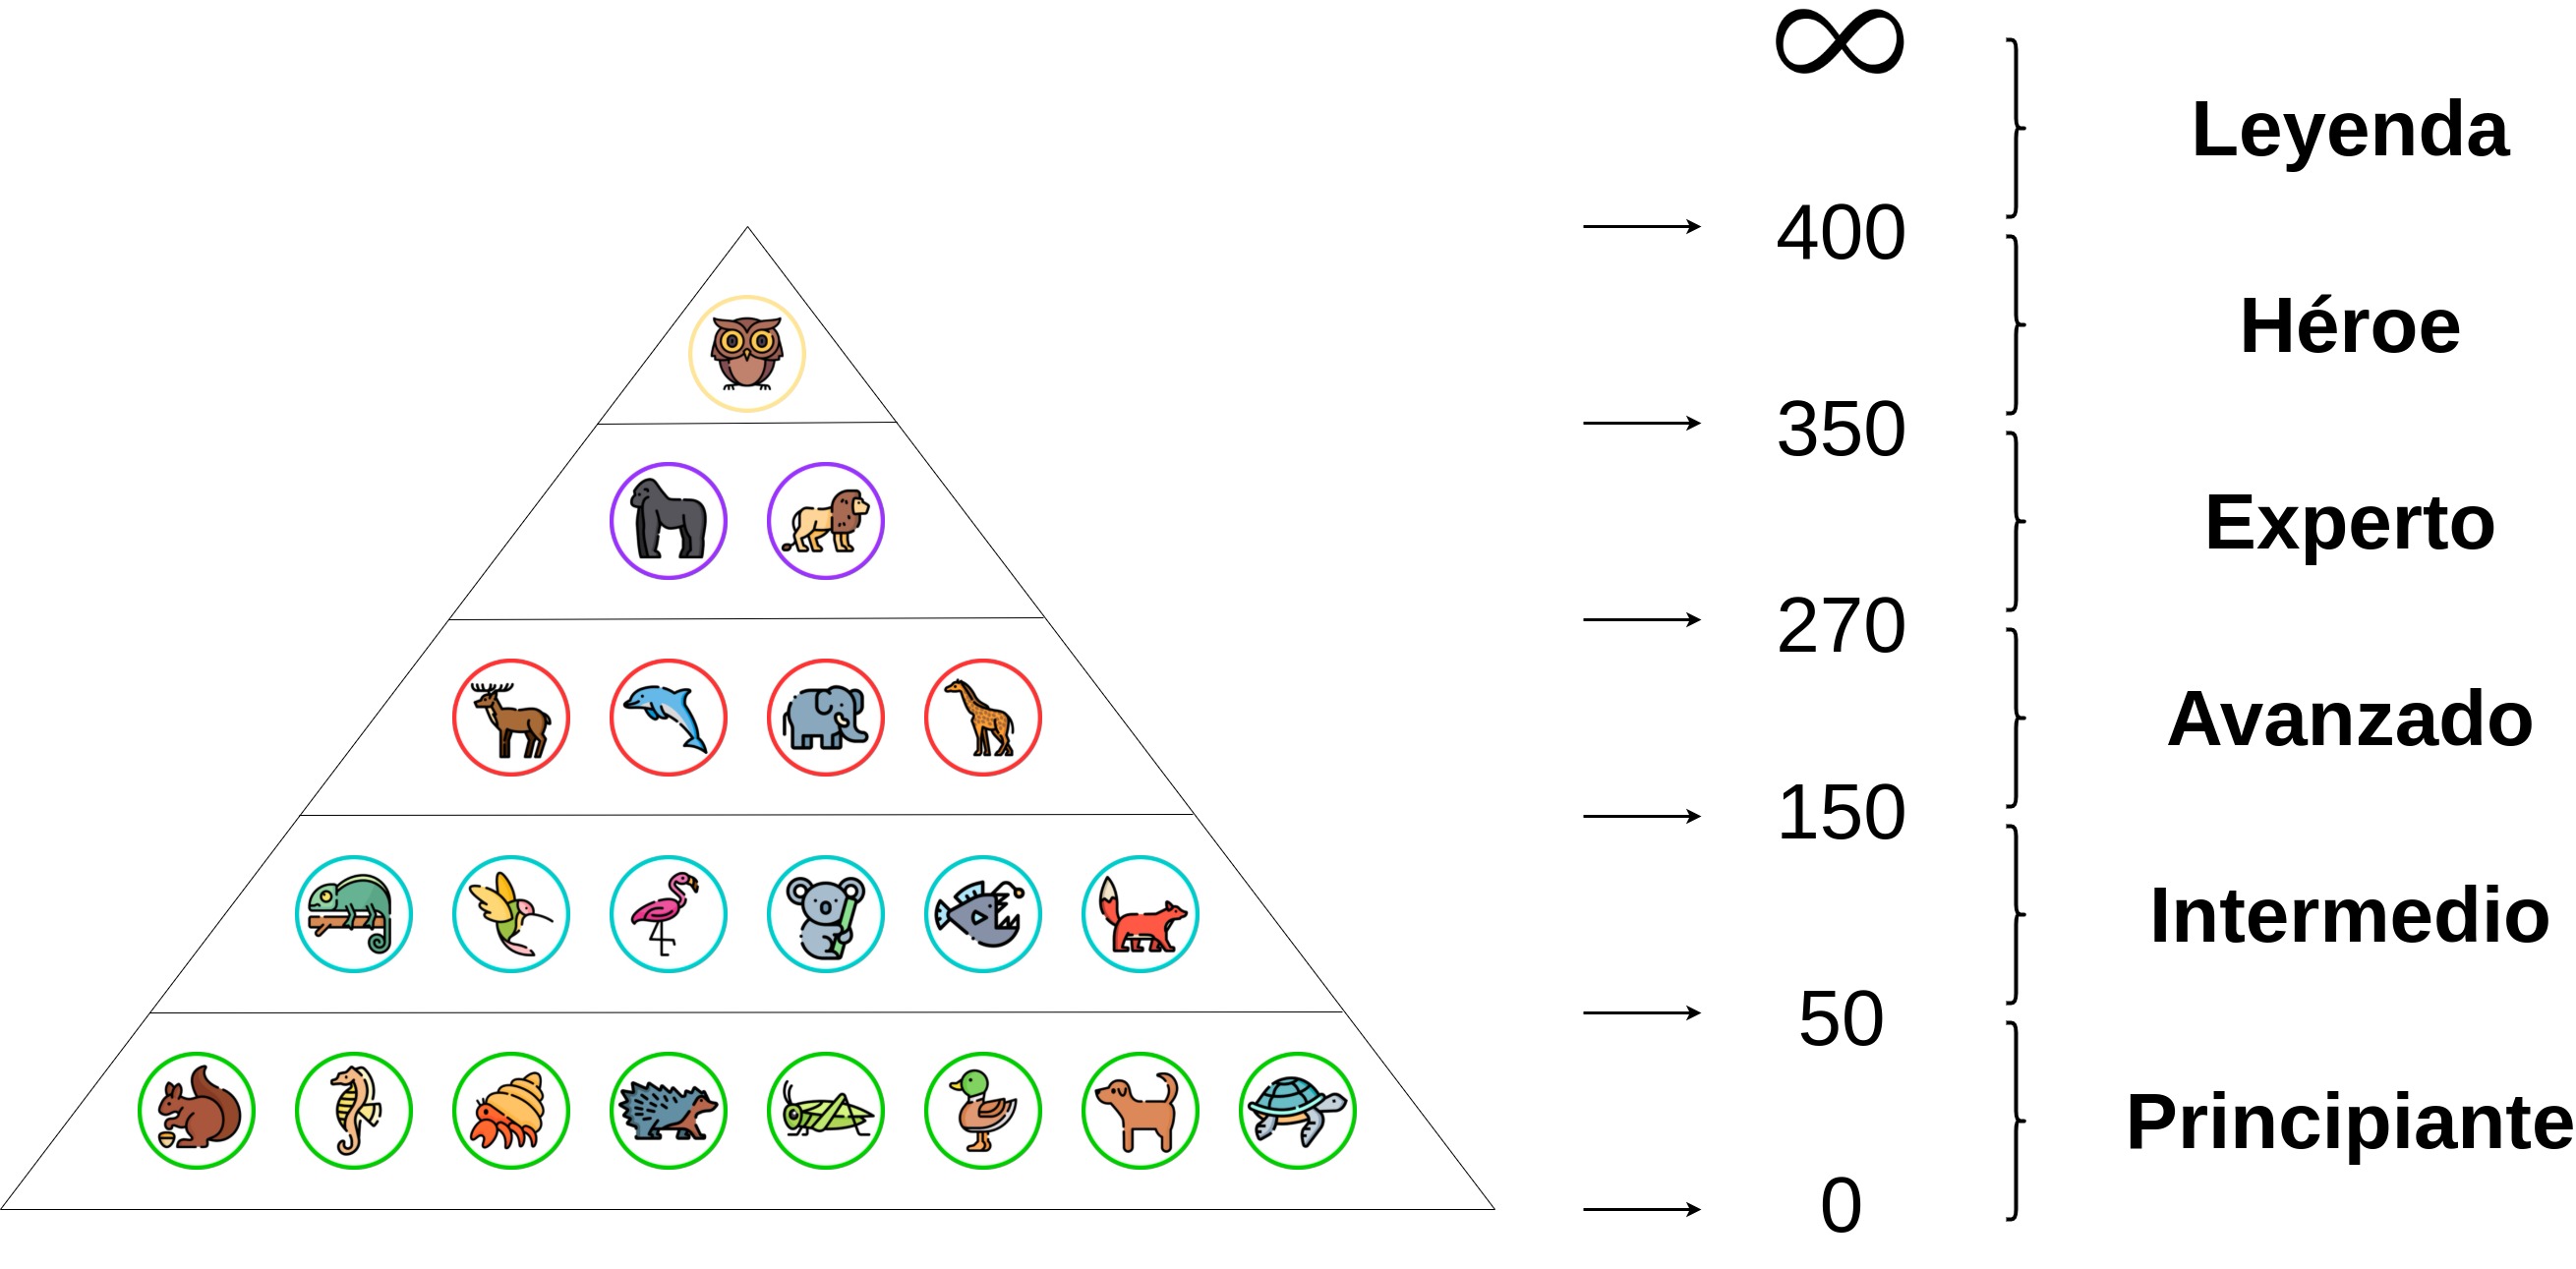 ∞
Leyenda
400
Héroe
350
Experto
270
Avanzado
150
Intermedio
50
Principiante
0